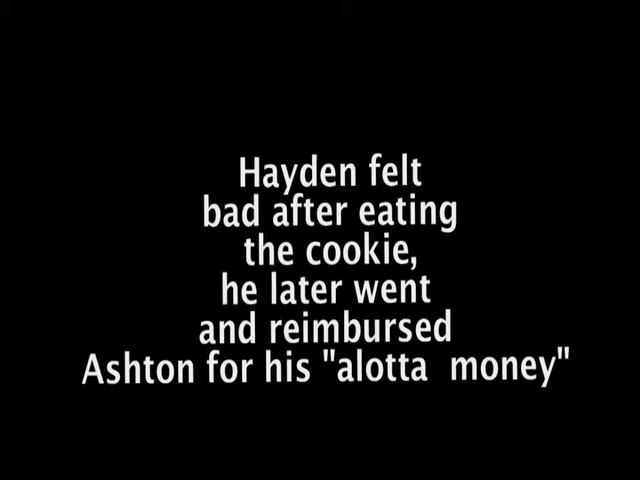 Hayden felt
bad after eating
the cookie,
he later went
and reimbursed
Ashton for his "alotta  money"